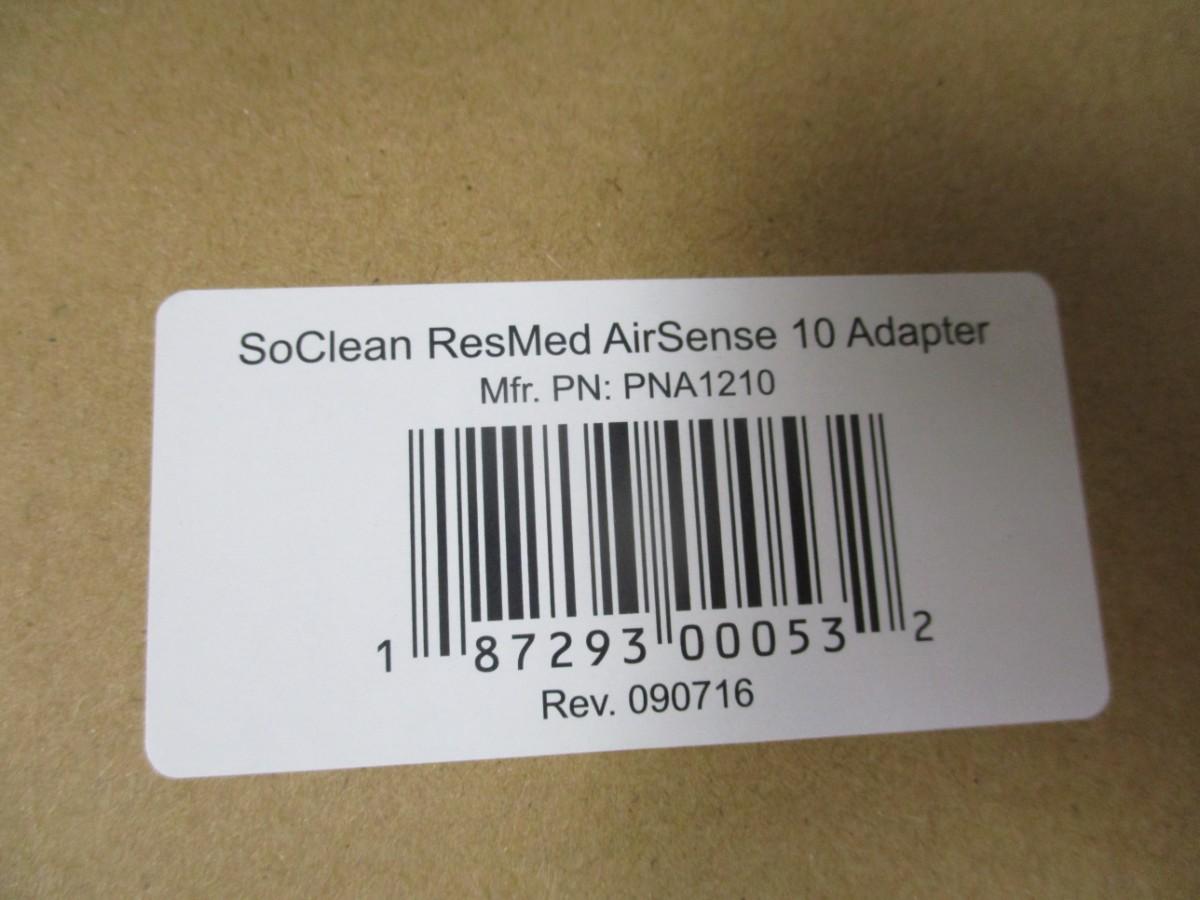 SoClean ResMed AirSense 10 Adapter
Mfr. PN: PNA1210
1 87293 00053 2
Rev. 090716